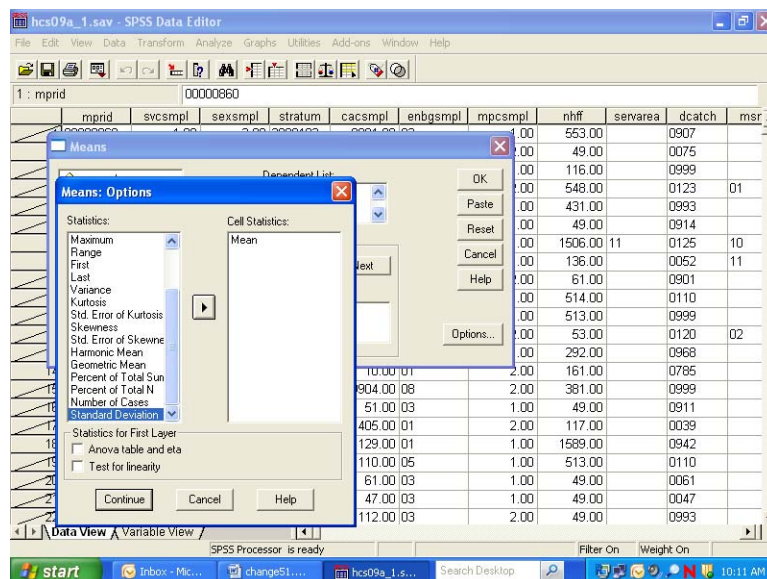 hcs09a_1.sav - SPSS Data Editor
File Edit View Data Transform Analyze Graphs Utilities Add-ons Window Help
1 : mprid 00000860
mprid svcsmpl sexsmpl stratum cacsmpl enbgsmpl mpcsmpl nhff servarea dcatch msr
.00 553.00 0907
.00 49.00 0075
.00 116.00 0999
.00 548.00 0123 01
.00 431.00 0993
.00 49.00 0914
.00 1506.00 11 0125 10
.00 136.00 0052 11
.00 61.00 0901
.00 514.00 0110
.00 513.00 0999
.00 53.00 0120 02
.00 292.00 0968
10.00 01 2.00 161.00 0785
904.00 08 2.00 381.00 0999
51.00 03 1.00 49.00 0911
405.00 01 2.00 117.00 0039
129.00 01 1.00 1589.00 0942
110.00 05 1.00 513.00 0110
61.00 03 1.00 49.00 0061
47.00 03 1.00 49.00 0047
112.00 03 2.00 49.00 0993
Means
Dependent List:
OK
Paste
Reset
Cancel
Help
Next
Options...
Means: Options
Statistics:
Maximum
Range
First
Last
Variance
Kurtosis
Std. Error of Kurtosis
Skewness
Std. Error of Skewne
Harmonic Mean
Geometric Mean
Percent of Total Sun
Percent of Total N
Number of Cases
Standard Deviation
Cell Statistics:
Mean
Statistics for First Layer
Anova table and eta
Test for linearity
Continue Cancel Help
Data View Variable View
SPSS Processor is ready Filter On Weight On
start Inbox - Mic... change51.... hcs09a_1.s... Search Desktop 10:11 AM